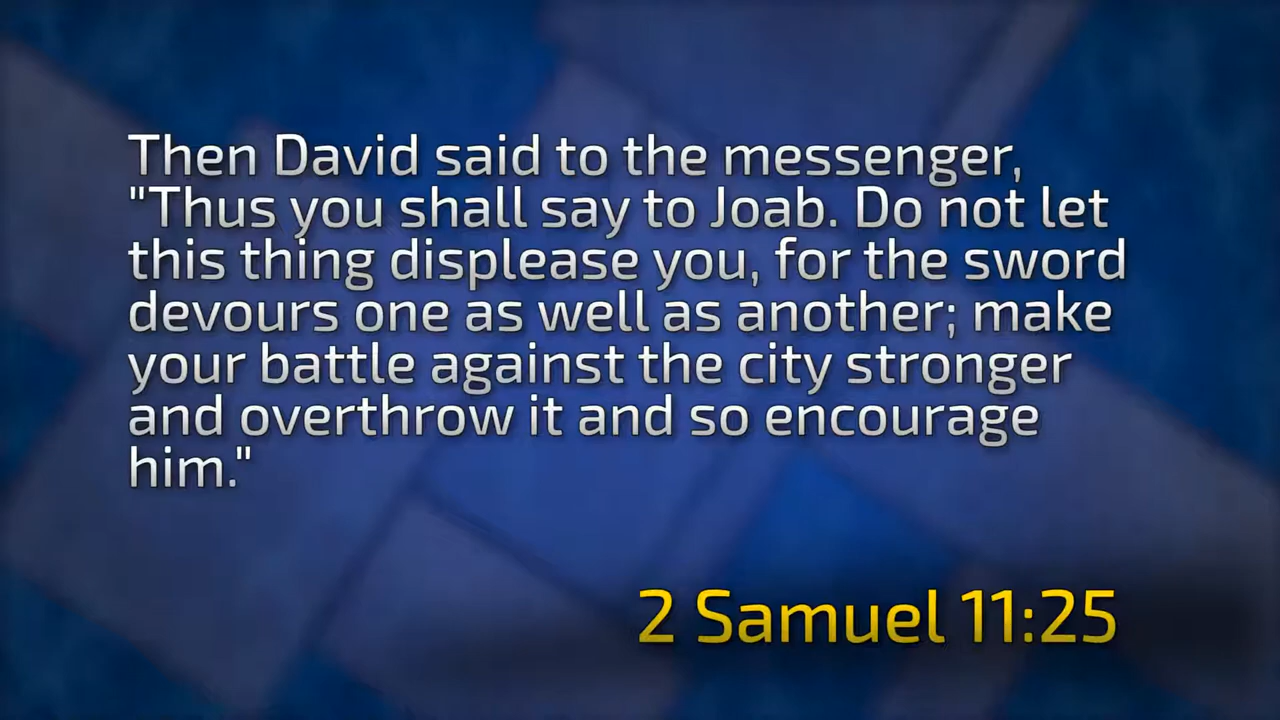 Then David said to the messenger,
"Thus you shall say to Joab. Do not let
this thing displease you, for the sword
devours one as well as another; make
your battle against the city stronger
and overthrow it and so encourage
him."
2 Samuel 11:25